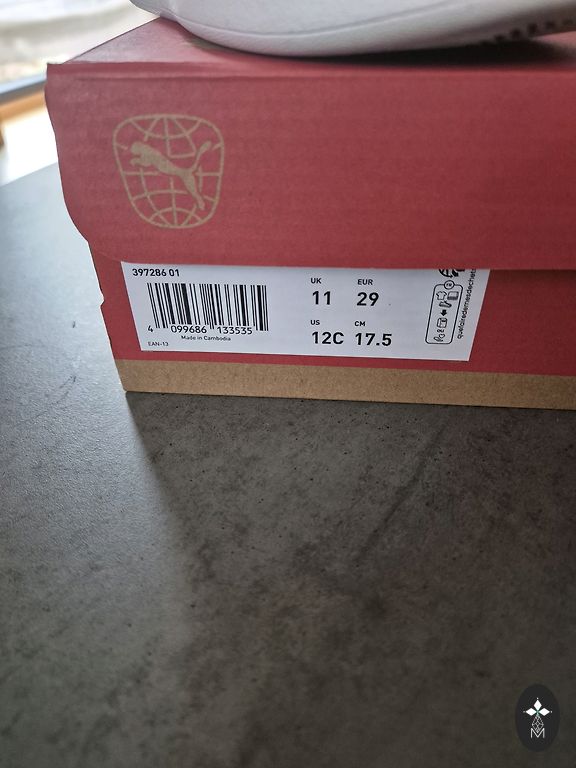 397286 01
4 099686 133535
Made in Cambodia
EAN-13
UK EUR
11 29
US CM
12C 17.5
FR
quefairedemesdechets
M